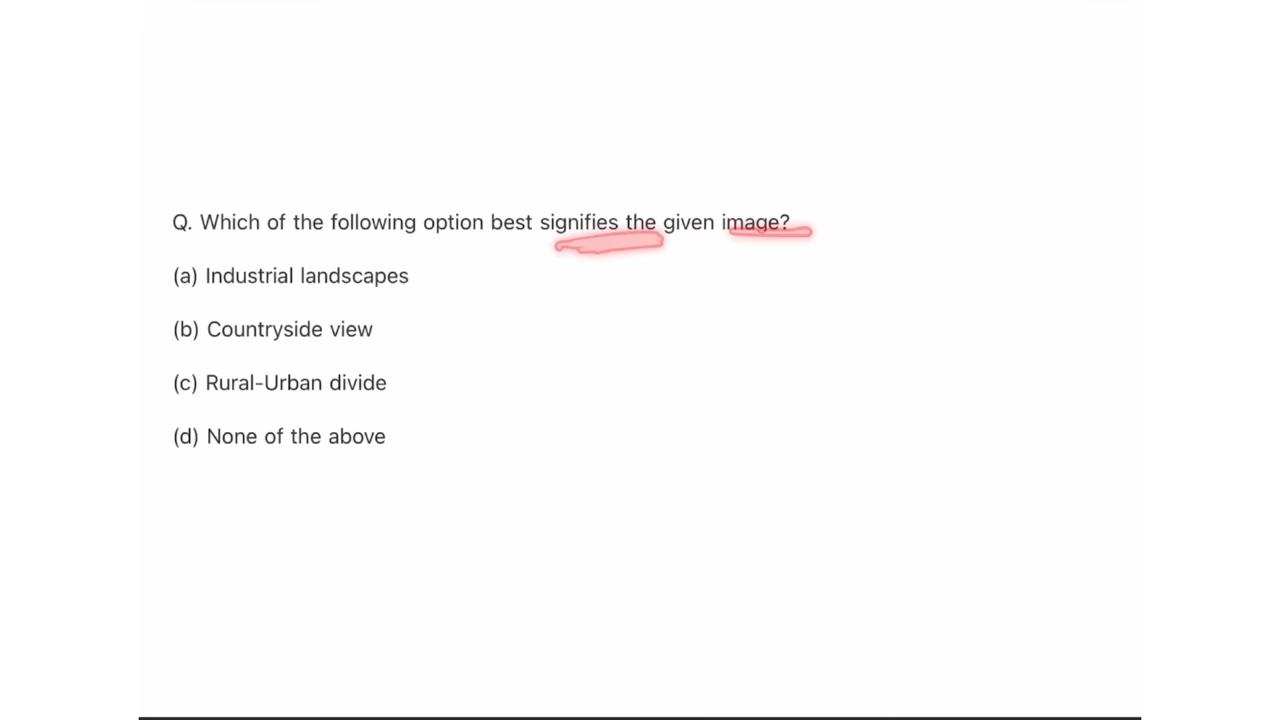 Q. Which of the following option best signifies the given image?
(a) Industrial landscapes
(b) Countryside view
(c) Rural-Urban divide
(d) None of the above